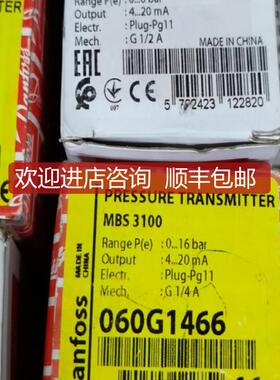 Output : 4...20 mA
Electr. : Plug-Pg11
Mech. : G 1/2 A
MADE IN CHINA
EAC
5 702423 122820
欢迎进店咨询 顺丰包邮
PRESSURE TRANSMITTER
MBS 3100
Range P(e) : 0...16 bar
Output : 4...20 mA
Electr. : Plug-Pg11
Mech. : G 1/4 A
MADE IN
CHINA
anfoss
060G1466